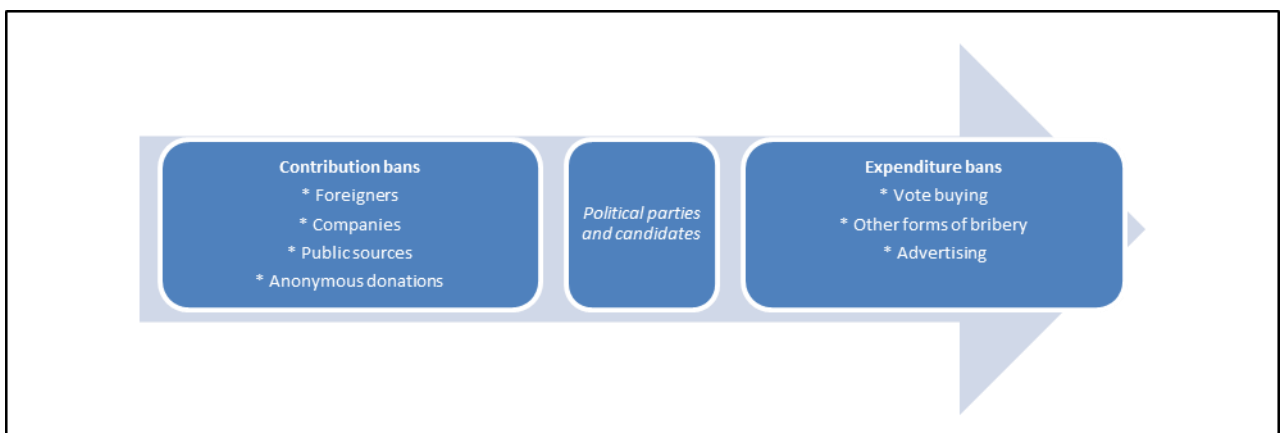 Contribution bans
* Foreigners
* Companies
* Public sources
* Anonymous donations
Political parties
and candidates
Expenditure bans
* Vote buying
* Other forms of bribery
* Advertising